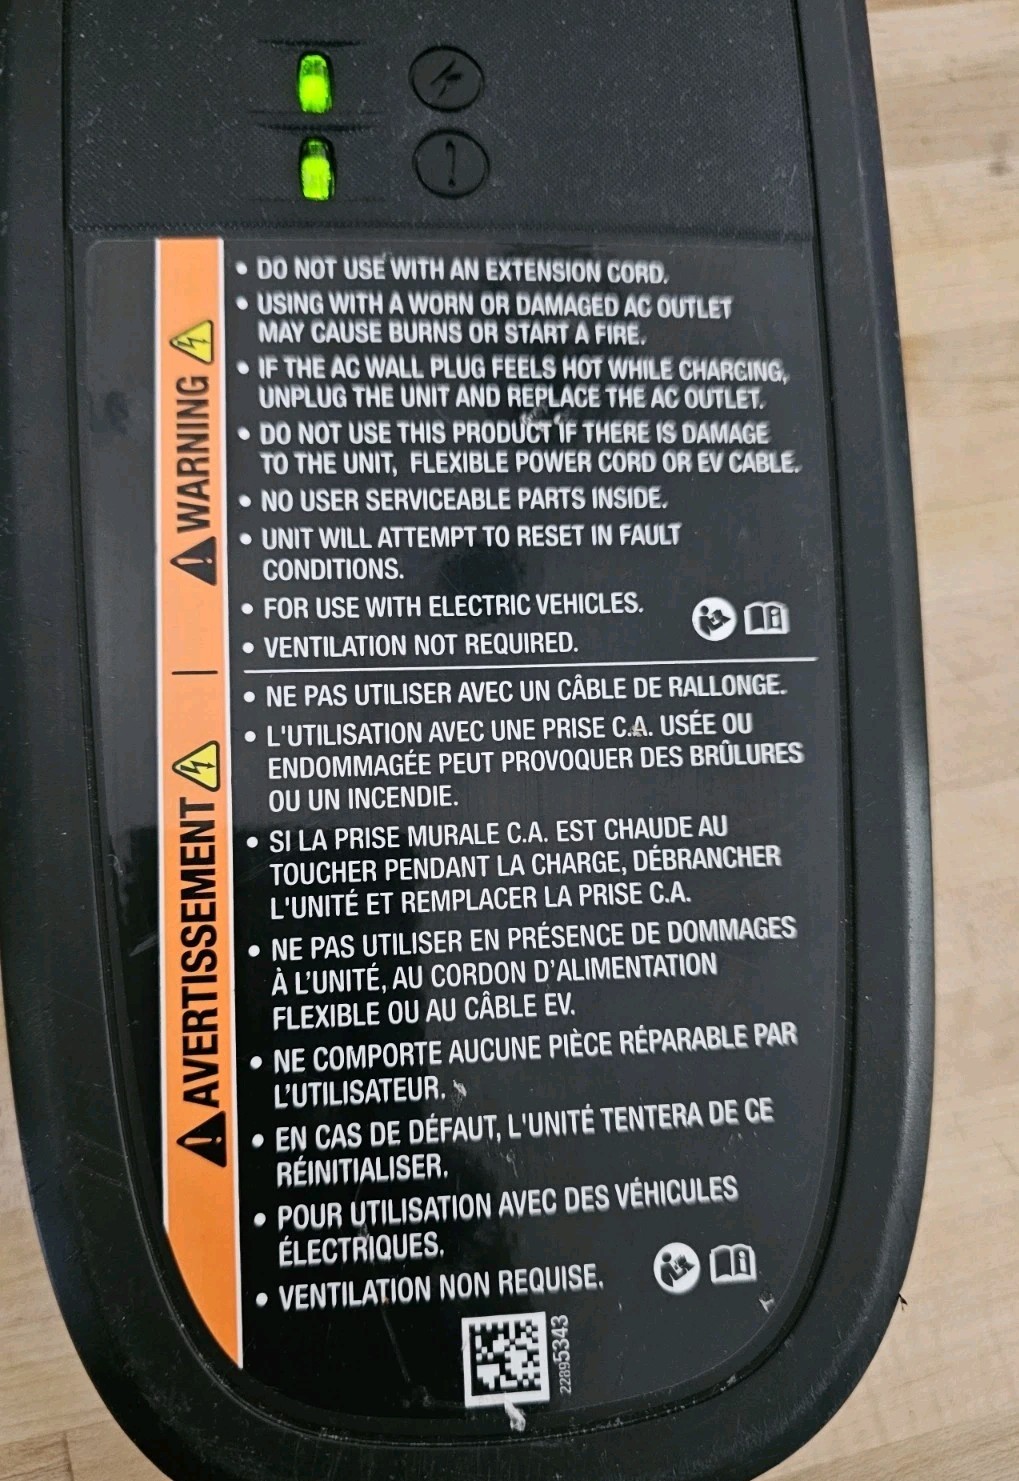 • DO NOT USE WITH AN EXTENSION CORD.
• USING WITH A WORN OR DAMAGED AC OUTLET
MAY CAUSE BURNS OR START A FIRE.
• IF THE AC WALL PLUG FEELS HOT WHILE CHARGING,
UNPLUG THE UNIT AND REPLACE THE AC OUTLET.
• DO NOT USE THIS PRODUCT IF THERE IS DAMAGE
TO THE UNIT, FLEXIBLE POWER CORD OR EV CABLE.
• NO USER SERVICEABLE PARTS INSIDE.
• UNIT WILL ATTEMPT TO RESET IN FAULT
CONDITIONS.
• FOR USE WITH ELECTRIC VEHICLES.
• VENTILATION NOT REQUIRED.
WARNING
• NE PAS UTILISER AVEC UN CÂBLE DE RALLONGE.
• L'UTILISATION AVEC UNE PRISE C.A. USÉE OU
ENDOMMAGÉE PEUT PROVOQUER DES BRÛLURES
OU UN INCENDIE.
• SI LA PRISE MURALE C.A. EST CHAUDE AU
TOUCHER PENDANT LA CHARGE, DÉBRANCHER
L'UNITÉ ET REMPLACER LA PRISE C.A.
• NE PAS UTILISER EN PRÉSENCE DE DOMMAGES
À L'UNITÉ, AU CORDON D'ALIMENTATION
FLEXIBLE OU AU CÂBLE EV.
• NE COMPORTE AUCUNE PIÈCE RÉPARABLE PAR
L'UTILISATEUR.
• EN CAS DE DÉFAUT, L'UNITÉ TENTERA DE CE
RÉINITIALISER.
• POUR UTILISATION AVEC DES VÉHICULES
ÉLECTRIQUES.
• VENTILATION NON REQUISE.
AVERTISSEMENT
22895343